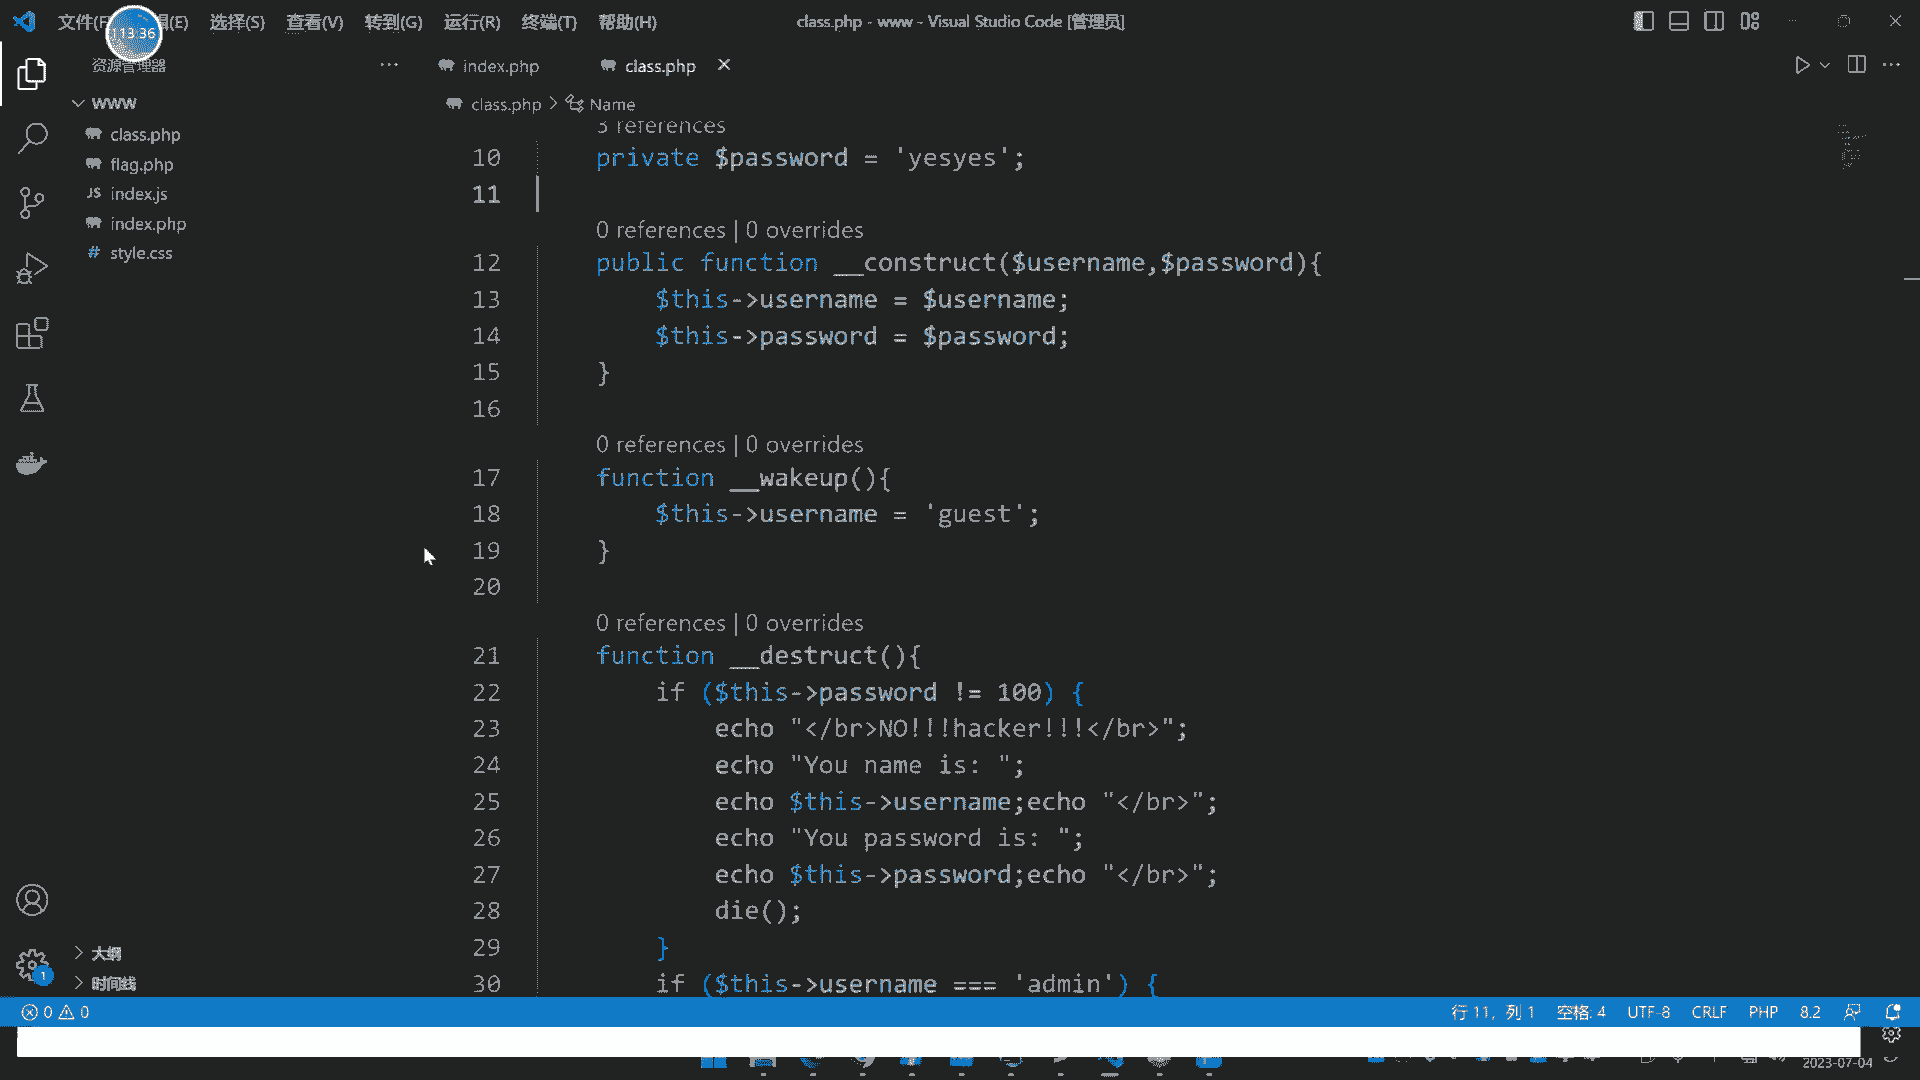 选择(S) 查看(V) 转到(G) 运行(R) 终端(T) 帮助(H)
class.php - www - Visual Studio Code [管理员]
113:36
资源管理器
index.php
class.php
WWW
class.php
flag.php
JS index.js
index.php
# style.css
class.php > Name
3 references
10 private $password = 'yesyes';
11
0 references | 0 overrides
12 public function __construct($username,$password){
13 $this->username = $username;
14 $this->password = $password;
15 }
16
0 references | 0 overrides
17 function __wakeup(){
18 $this->username = 'guest';
19 }
20
0 references | 0 overrides
21 function __destruct(){
22 if ($this->password != 100) {
23 echo "</br>NO!!!hacker!!!</br>";
24 echo "You name is: ";
25 echo $this->username;echo "</br>";
26 echo "You password is: ";
27 echo $this->password;echo "</br>";
28 die();
29 }
30 if ($this->username === 'admin') {
大纲
时间线
1
0 0
行 11, 列 1 空格: 4 UTF-8 CRLF PHP 8.2
2023-07-04